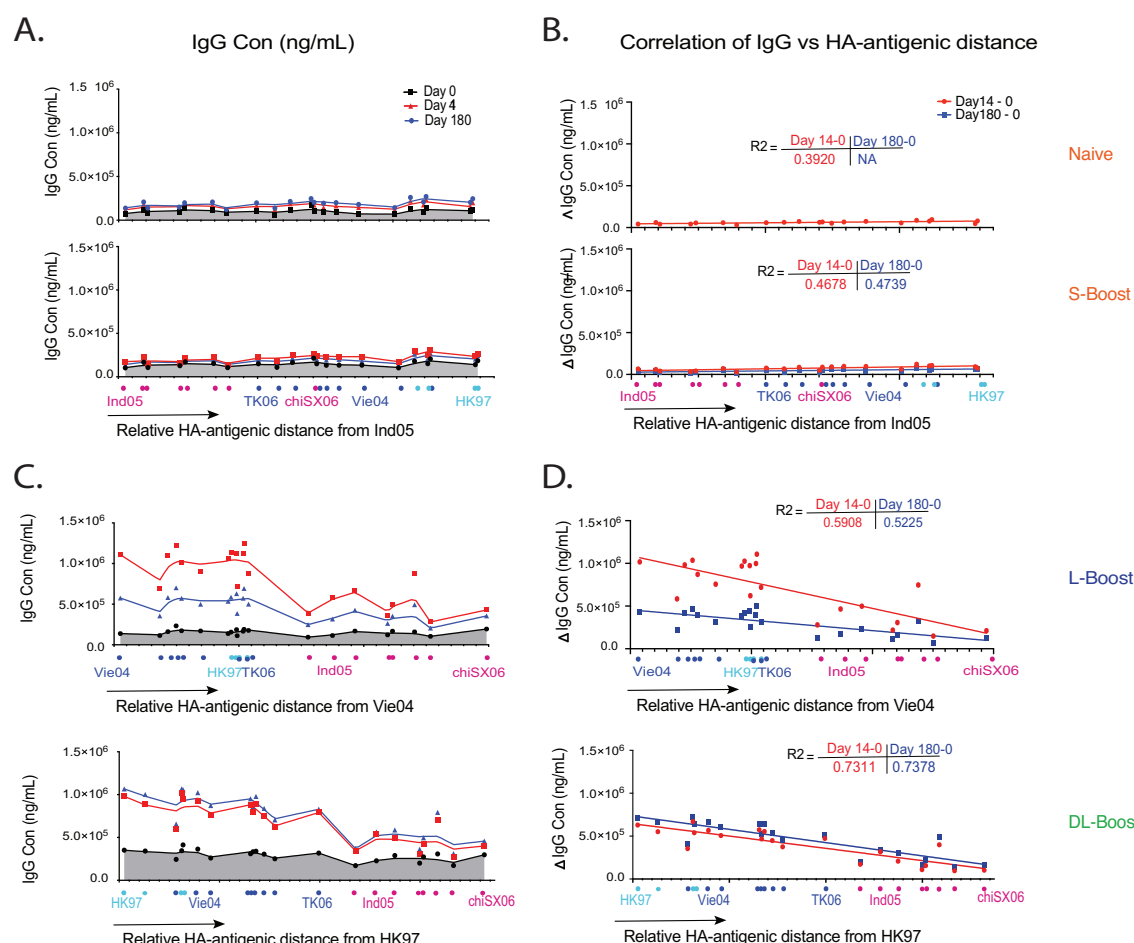 A.
IgG Con (ng/mL)
B.
Correlation of IgG vs HA-antigenic distance
IgG Con (ng/mL)
1.5 10⁶
1.0×10⁶
5.0×10⁵
0.0
Day 0
Day 4
Day 180
Λ IgG Con (ng/mL)
1.5 10⁶
1.0×10⁶
5.0×10⁵
0.0
Day14 - 0
Day180 - 0
R2 =
Day 14-0 Day 180-0
0.3920 NA
Naive
IgG Con (ng/mL)
1.5×10⁶
1.0×10⁶
5.0×10⁵
0.0
Ind05 TK06 chiSX06 Vie04 HK97
Relative HA-antigenic distance from Ind05
Δ IgG Con (ng/mL)
1.5×10⁶
1.0×10⁶
5.0×10⁵
0.0
R2 =
Day 14-0 Day 180-0
0.4678 0.4739
S-Boost
Ind05 TK06 chiSX06 Vie04 HK97
Relative HA-antigenic distance from Ind05
C.
D.
IgG Con (ng/mL)
1.5×10⁶
1.0×10⁶
5.0×10⁵
0.0
Vie04 HK97 TK06 Ind05 chiSX06
Relative HA-antigenic distance from Vie04
Δ IgG Con (ng/mL)
1.5×10⁶
1.0×10⁶
5.0×10⁵
0.0
R2 =
Day 14-0 Day 180-0
0.5908 0.5225
L-Boost
Vie04 HK97 TK06 Ind05 chiSX06
Relative HA-antigenic distance from Vie04
IgG Con (ng/mL)
1.5×10⁶
1.0×10⁶
5.0×10⁵
0.0
HK97 Vie04 TK06 Ind05 chiSX06
Relative HA-antigenic distance from HK97
Δ IgG Con (ng/mL)
1.5×10⁶
1.0×10⁶
5.0×10⁵
0.0
R2 =
Day 14-0 Day 180-0
0.7311 0.7378
DL-Boos
HK97 Vie04 TK06 Ind05 chiSX06
Relative HA-antigenic distance from HK97